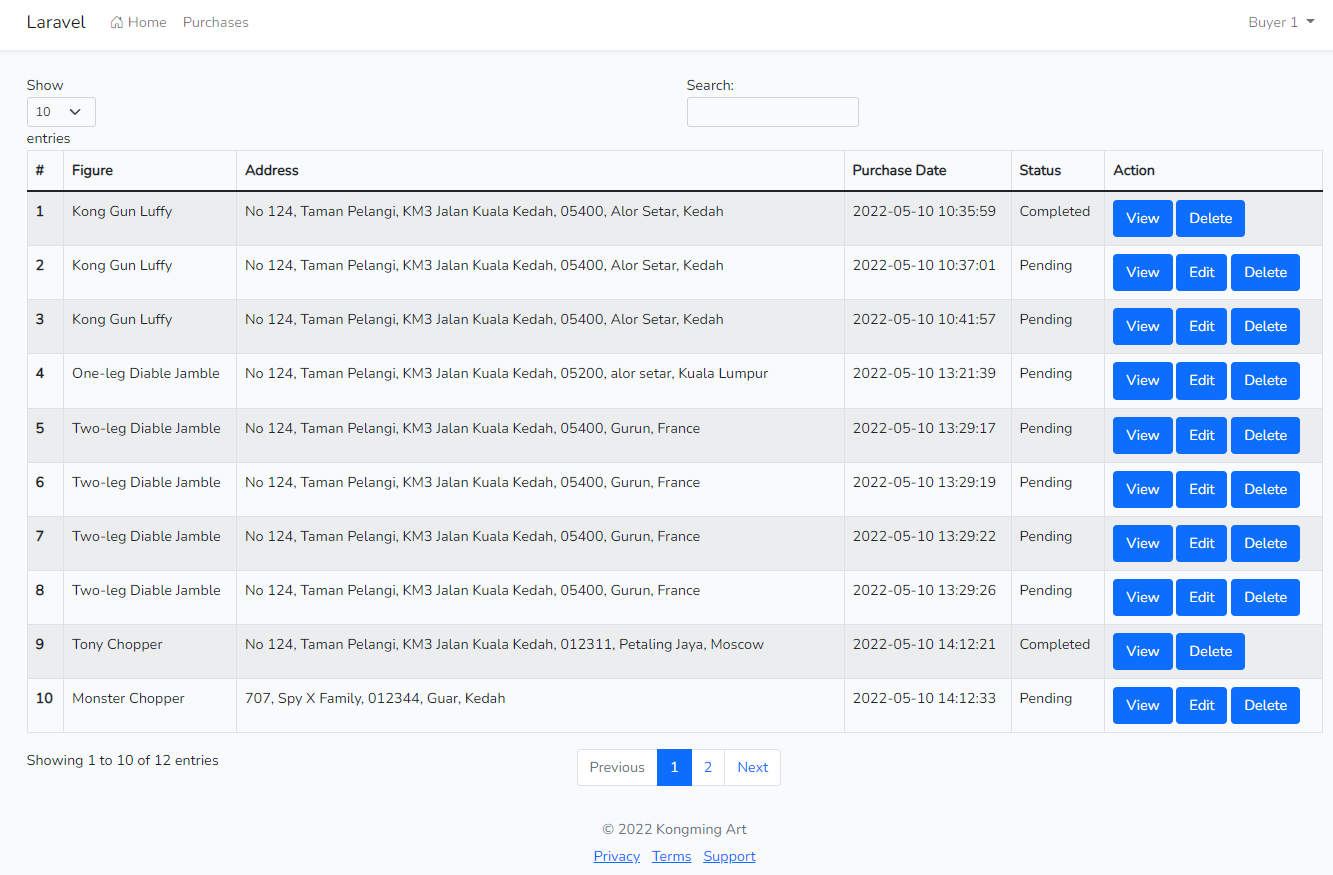 Laravel Home Purchases Buyer 1
Show Search:
10
entries
# Figure Address Purchase Date Status Action
1 Kong Gun Luffy No 124, Taman Pelangi, KM3 Jalan Kuala Kedah, 05400, Alor Setar, Kedah 2022-05-10 10:35:59 Completed View Delete
2 Kong Gun Luffy No 124, Taman Pelangi, KM3 Jalan Kuala Kedah, 05400, Alor Setar, Kedah 2022-05-10 10:37:01 Pending View Edit Delete
3 Kong Gun Luffy No 124, Taman Pelangi, KM3 Jalan Kuala Kedah, 05400, Alor Setar, Kedah 2022-05-10 10:41:57 Pending View Edit Delete
4 One-leg Diable Jamble No 124, Taman Pelangi, KM3 Jalan Kuala Kedah, 05200, alor setar, Kuala Lumpur 2022-05-10 13:21:39 Pending View Edit Delete
5 Two-leg Diable Jamble No 124, Taman Pelangi, KM3 Jalan Kuala Kedah, 05400, Gurun, France 2022-05-10 13:29:17 Pending View Edit Delete
6 Two-leg Diable Jamble No 124, Taman Pelangi, KM3 Jalan Kuala Kedah, 05400, Gurun, France 2022-05-10 13:29:19 Pending View Edit Delete
7 Two-leg Diable Jamble No 124, Taman Pelangi, KM3 Jalan Kuala Kedah, 05400, Gurun, France 2022-05-10 13:29:22 Pending View Edit Delete
8 Two-leg Diable Jamble No 124, Taman Pelangi, KM3 Jalan Kuala Kedah, 05400, Gurun, France 2022-05-10 13:29:26 Pending View Edit Delete
9 Tony Chopper No 124, Taman Pelangi, KM3 Jalan Kuala Kedah, 012311, Petaling Jaya, Moscow 2022-05-10 14:12:21 Completed View Delete
10 Monster Chopper 707, Spy X Family, 012344, Guar, Kedah 2022-05-10 14:12:33 Pending View Edit Delete
Showing 1 to 10 of 12 entries Previous 1 2 Next
© 2022 Kongming Art
Privacy Terms Support